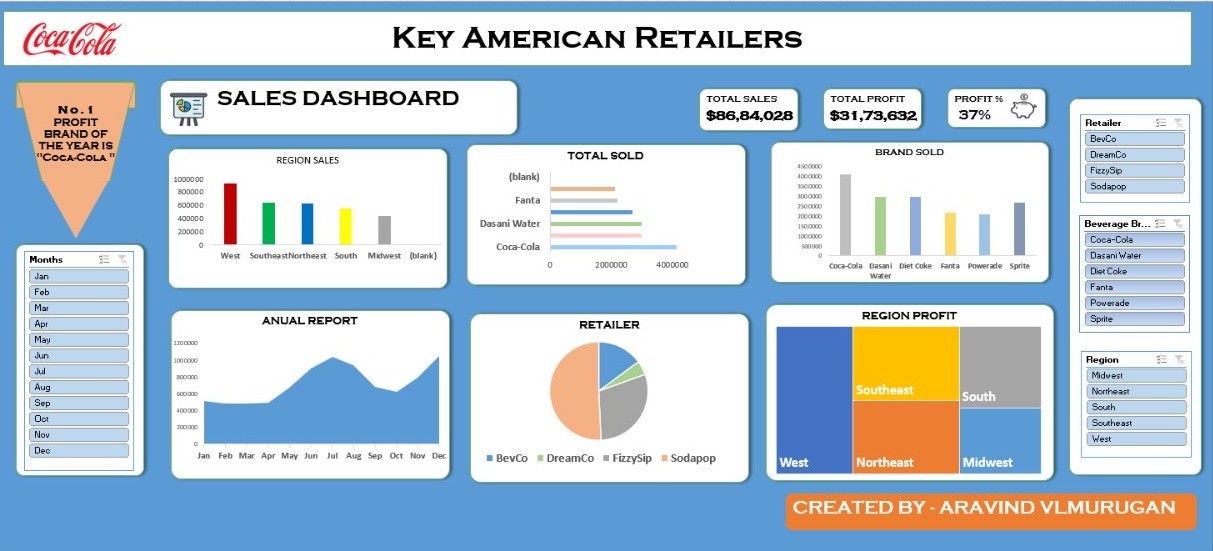 Coca-Cola
KEY AMERICAN RETAILERS
No. 1
PROFIT
BRAND OF
THE YEAR IS
"COCA-COLA "
SALES DASHBOARD
TOTAL SALES
$86,84,028
TOTAL PROFIT
$31,73,632
PROFIT %
37%
Months
Jan
Feb
Mar
Apr
May
Jun
Jul
Aug
Sep
Oct
Nov
Dec
REGION SALES
1000000
800000
600000
400000
200000
0
West Southeast Northeast South Midwest (blank)
TOTAL SOLD
(blank)
Fanta
Dasani Water
Coca-Cola
0 2000000 4000000
BRAND SOLD
4500000
4000000
3500000
3000000
2500000
2000000
1500000
1000000
500000
0
Coca-Cola Dasani Diet Coke Fanta Powerade Sprite
Water
ANUAL REPORT
1200000
1000000
800000
600000
400000
200000
0
Jan Feb Mar Apr May Jun Jul Aug Sep Oct Nov Dec
RETAILER
BevCo DreamCo FizzySip Sodapop
REGION PROFIT
West
Southeast
Northeast
South
Midwest
Retailer
BevCo
DreamCo
FizzySip
Sodapop
Beverage Br...
Coca-Cola
Dasani Water
Diet Coke
Fanta
Powerade
Sprite
Region
Midwest
Northeast
South
Southeast
West
CREATED BY - ARAVIND VLMURUGAN